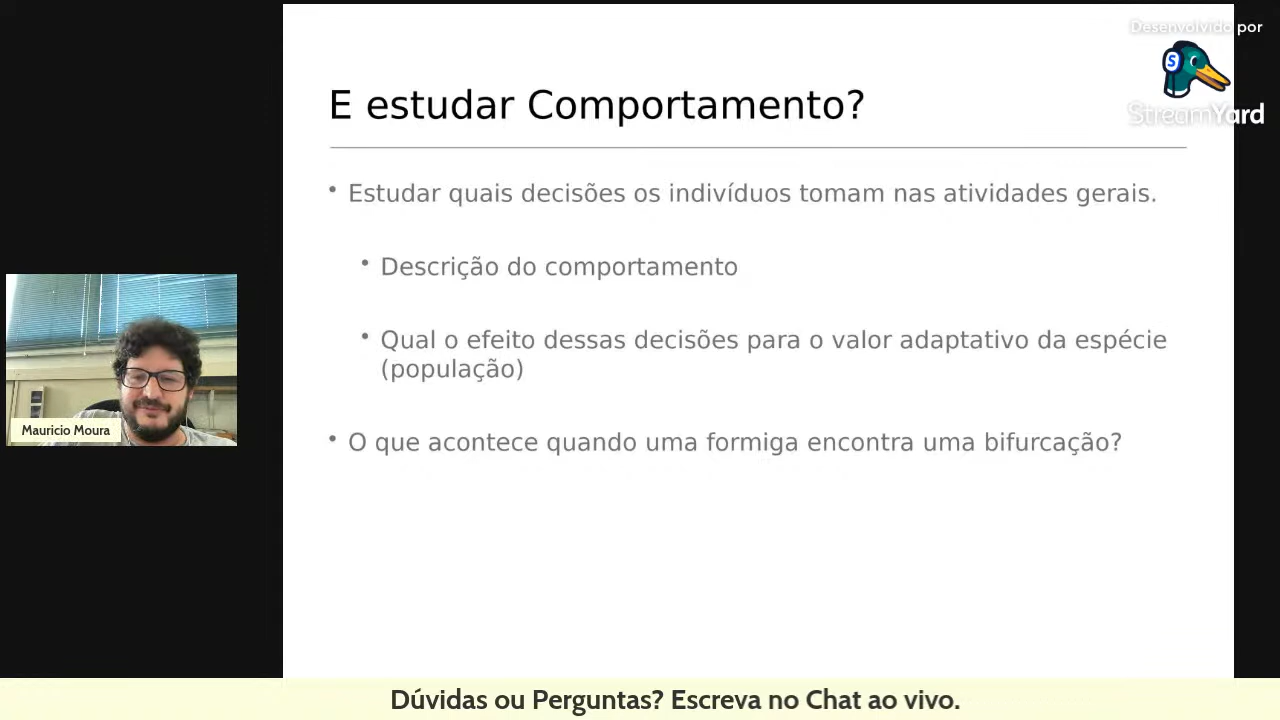 Desenvolvido por
S
StreamYard
E estudar Comportamento?
• Estudar quais decisões os indivíduos tomam nas atividades gerais.
• Descrição do comportamento
• Qual o efeito dessas decisões para o valor adaptativo da espécie
(população)
• O que acontece quando uma formiga encontra uma bifurcação?
Mauricio Moura
Dúvidas ou Perguntas? Escreva no Chat ao vivo.